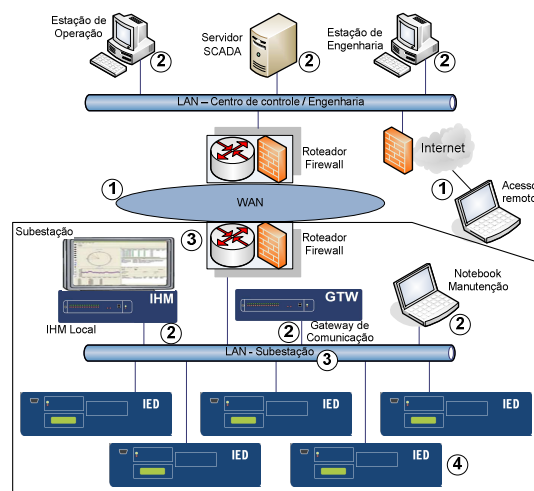 Estação de
Operação
2
Servidor
SCADA
2
Estação de
Engenharia
2
LAN – Centro de controle / Engenharia
Roteador
Firewall
Internet
1
WAN
1
Acesso
remoto
Subestação
3
Roteador
Firewall
IHM
IHM Local
2
GTW
2
Gateway de
Comunicação
Notebook
Manutenção
2
LAN - Subestação
3
IED
IED
IED
IED
IED
4